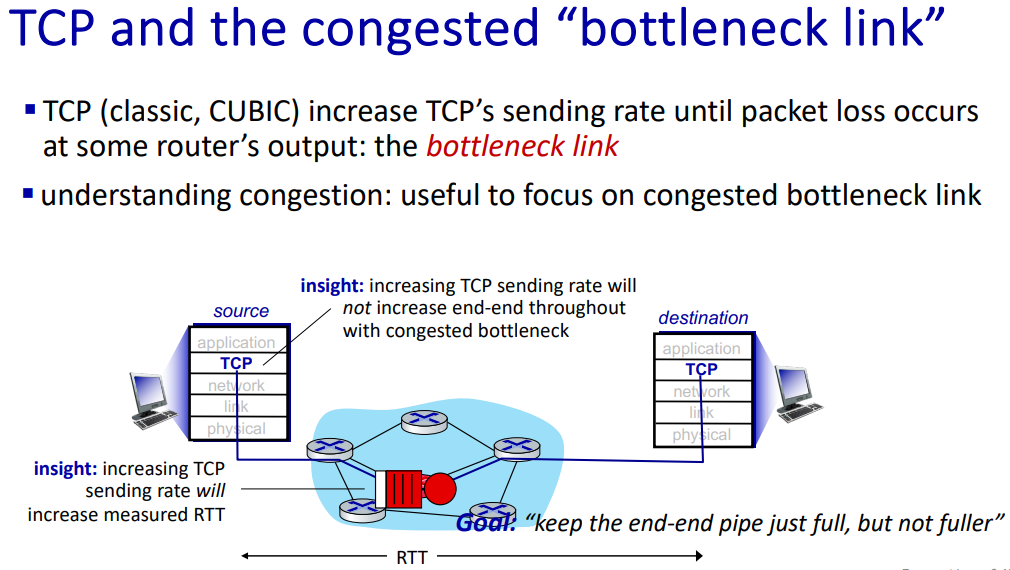 TCP and the congested “bottleneck link”
▪ TCP (classic, CUBIC) increase TCP’s sending rate until packet loss occurs
at some router’s output: the bottleneck link
▪ understanding congestion: useful to focus on congested bottleneck link
insight: increasing TCP sending rate will
not increase end-end throughout
with congested bottleneck
source
application
TCP
network
link
physical
destination
application
TCP
network
link
physical
insight: increasing TCP
sending rate will
increase measured RTT
Goal: “keep the end-end pipe just full, but not fuller”
RTT